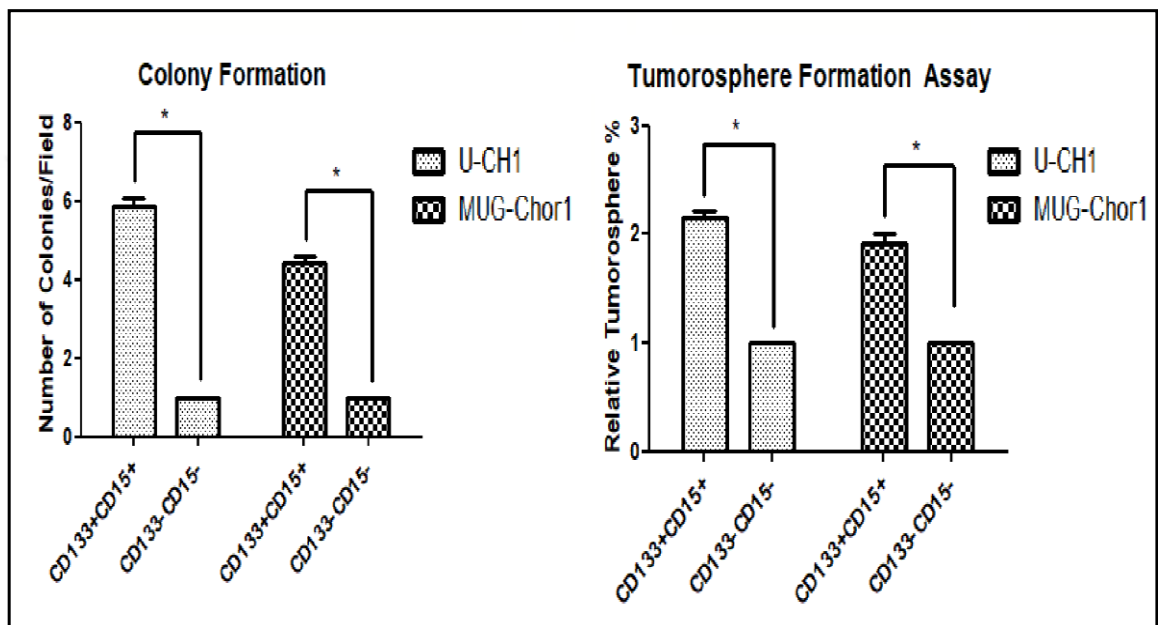 Colony Formation
Number of Colonies/Field
8
6
4
2
0
*
*
U-CH1
MUG-Chor1
CD133+CD15+
CD133-CD15-
CD133+CD15+
CD133-CD15-
Tumorosphere Formation Assay
Relative Tumorosphere %
3
2
1
0
*
*
U-CH1
MUG-Chor1
CD133+CD15+
CD133-CD15-
CD133+CD15+
CD133-CD15-